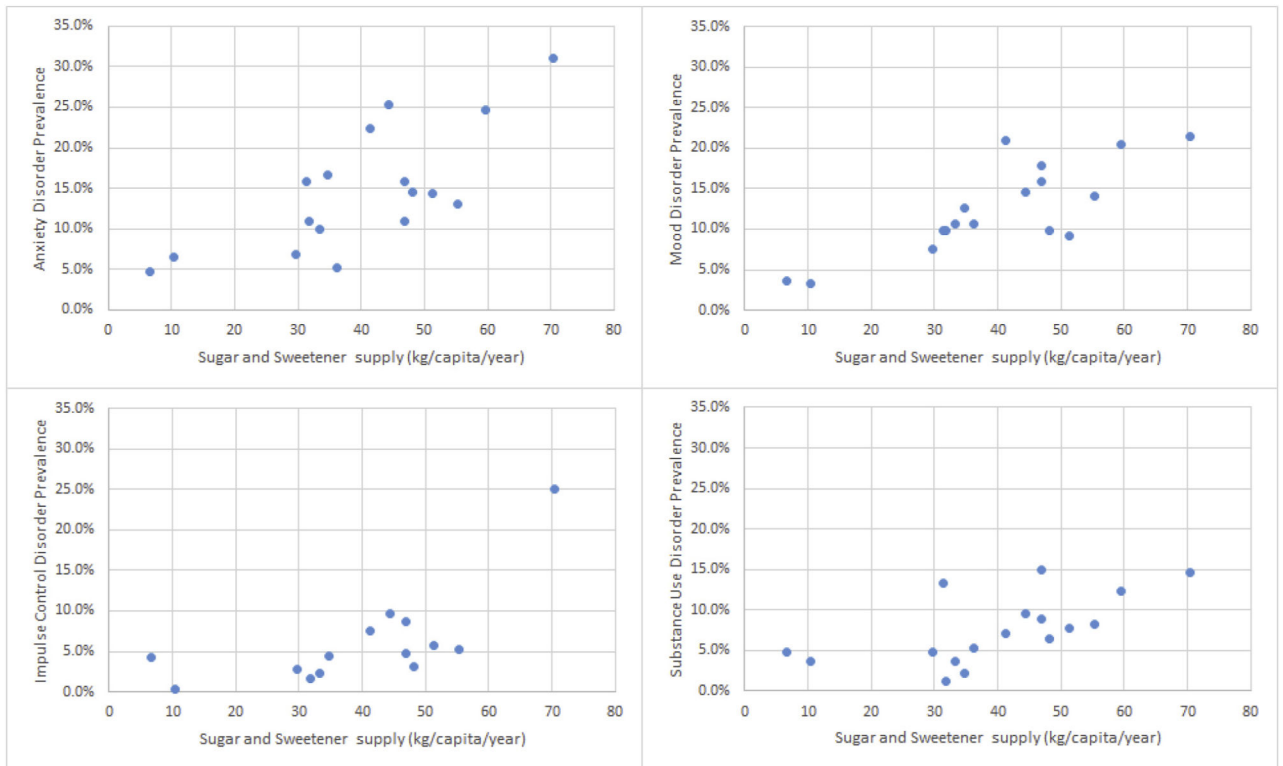 Anxiety Disorder Prevalence
35.0%
30.0%
25.0%
20.0%
15.0%
10.0%
5.0%
0.0%
0 10 20 30 40 50 60 70 80
Sugar and Sweetener supply (kg/capita/year)
Mood Disorder Prevalence
35.0%
30.0%
25.0%
20.0%
15.0%
10.0%
5.0%
0.0%
0 10 20 30 40 50 60 70 80
Sugar and Sweetener supply (kg/capita/year)
Impulse Control Disorder Prevalence
35.0%
30.0%
25.0%
20.0%
15.0%
10.0%
5.0%
0.0%
0 10 20 30 40 50 60 70 80
Sugar and Sweetener supply (kg/capita/year)
Substance Use Disorder Prevalence
35.0%
30.0%
25.0%
20.0%
15.0%
10.0%
5.0%
0.0%
0 10 20 30 40 50 60 70 80
Sugar and Sweetener supply (kg/capita/year)